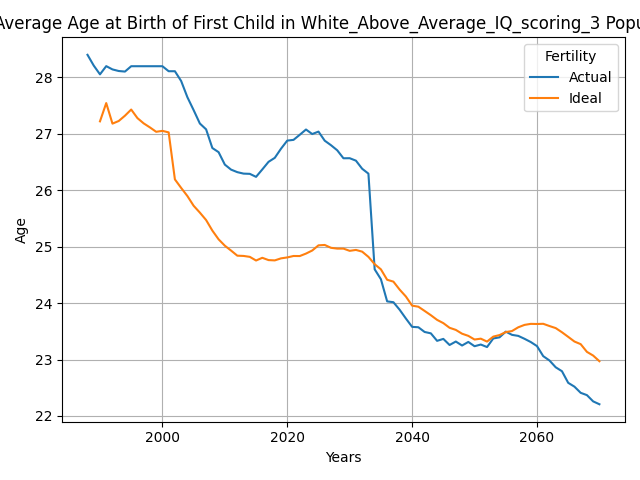 Average Age at Birth of First Child in White_Above_Average_IQ_scoring_3
Fertility
Actual
Ideal
28
27
26
25
24
23
22
Age
2000
2020
2040
2060
Years